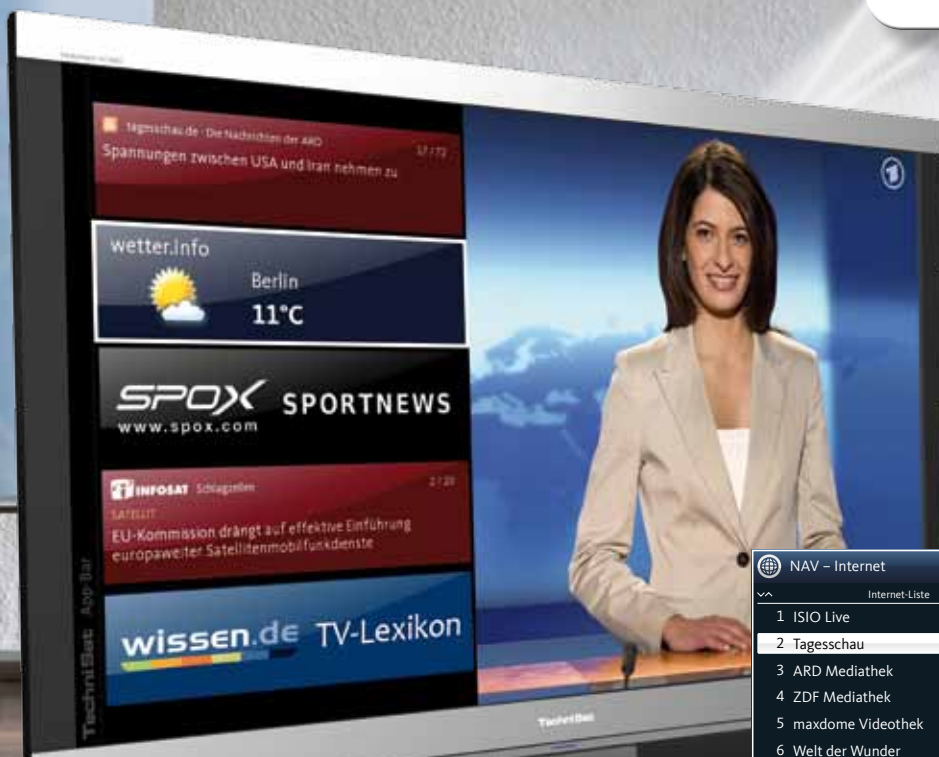 tagesschau.de - Die Nachrichten der ARD
17 / 73
Spannungen zwischen USA und Iran nehmen zu
wetter.info
Berlin
11°C
SPOX SPORTNEWS
www.spox.com
INFOSAT Schlagzeilen
2 / 20
SATELLIT
EU-Kommission drängt auf effektive Einführung
europaweiter Satellitenmobilfunkdienste
wissen.de TV-Lexikon
TechniSat App-Bar
1
TechniSat
NAV – Internet
Internet-Liste
1 ISIO Live
2 Tagesschau
3 ARD Mediathek
4 ZDF Mediathek
5 maxdome Videothek
6 Welt der Wunder